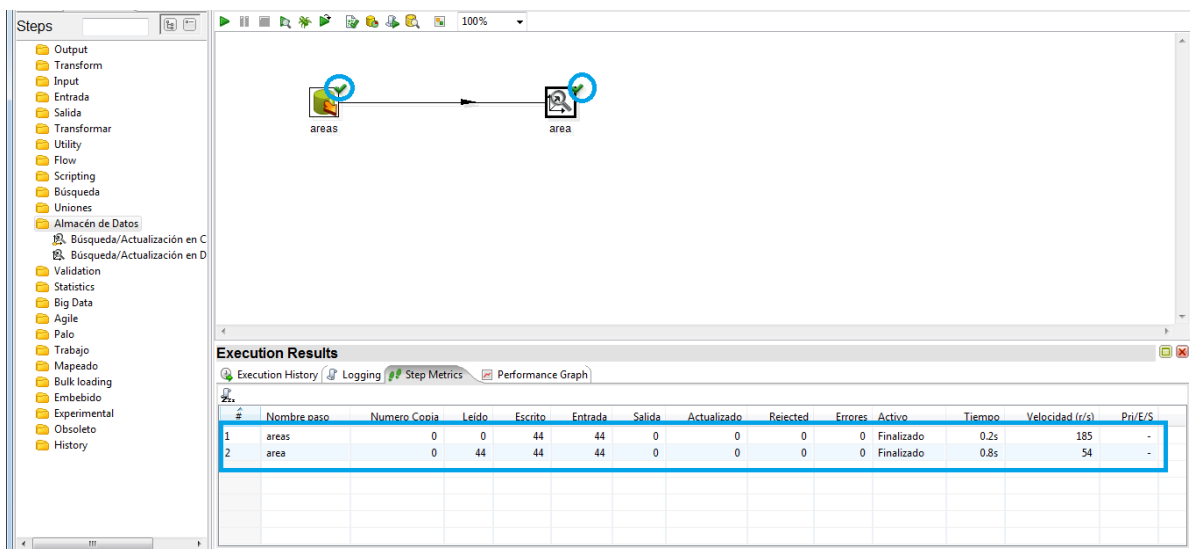 Steps
100%
Output
Transform
Input
Entrada
Salida
Transformar
Utility
Flow
Scripting
Búsqueda
Uniones
Almacén de Datos
Búsqueda/Actualización en C
Búsqueda/Actualización en D
Validation
Statistics
Big Data
Agile
Palo
Trabajo
Mapeado
Bulk loading
Embebido
Experimental
Obsoleto
History
areas area
Execution Results
Execution History Logging Step Metrics Performance Graph
# Nombre paso Numero Copia Leído Escrito Entrada Salida Actualizado Rejected Errores Activo Tiempo Velocidad (r/s) Pri/E/S
1 areas 0 0 44 44 0 0 0 0 Finalizado 0.2s 185 -
2 area 0 44 44 44 0 0 0 0 Finalizado 0.8s 54 -